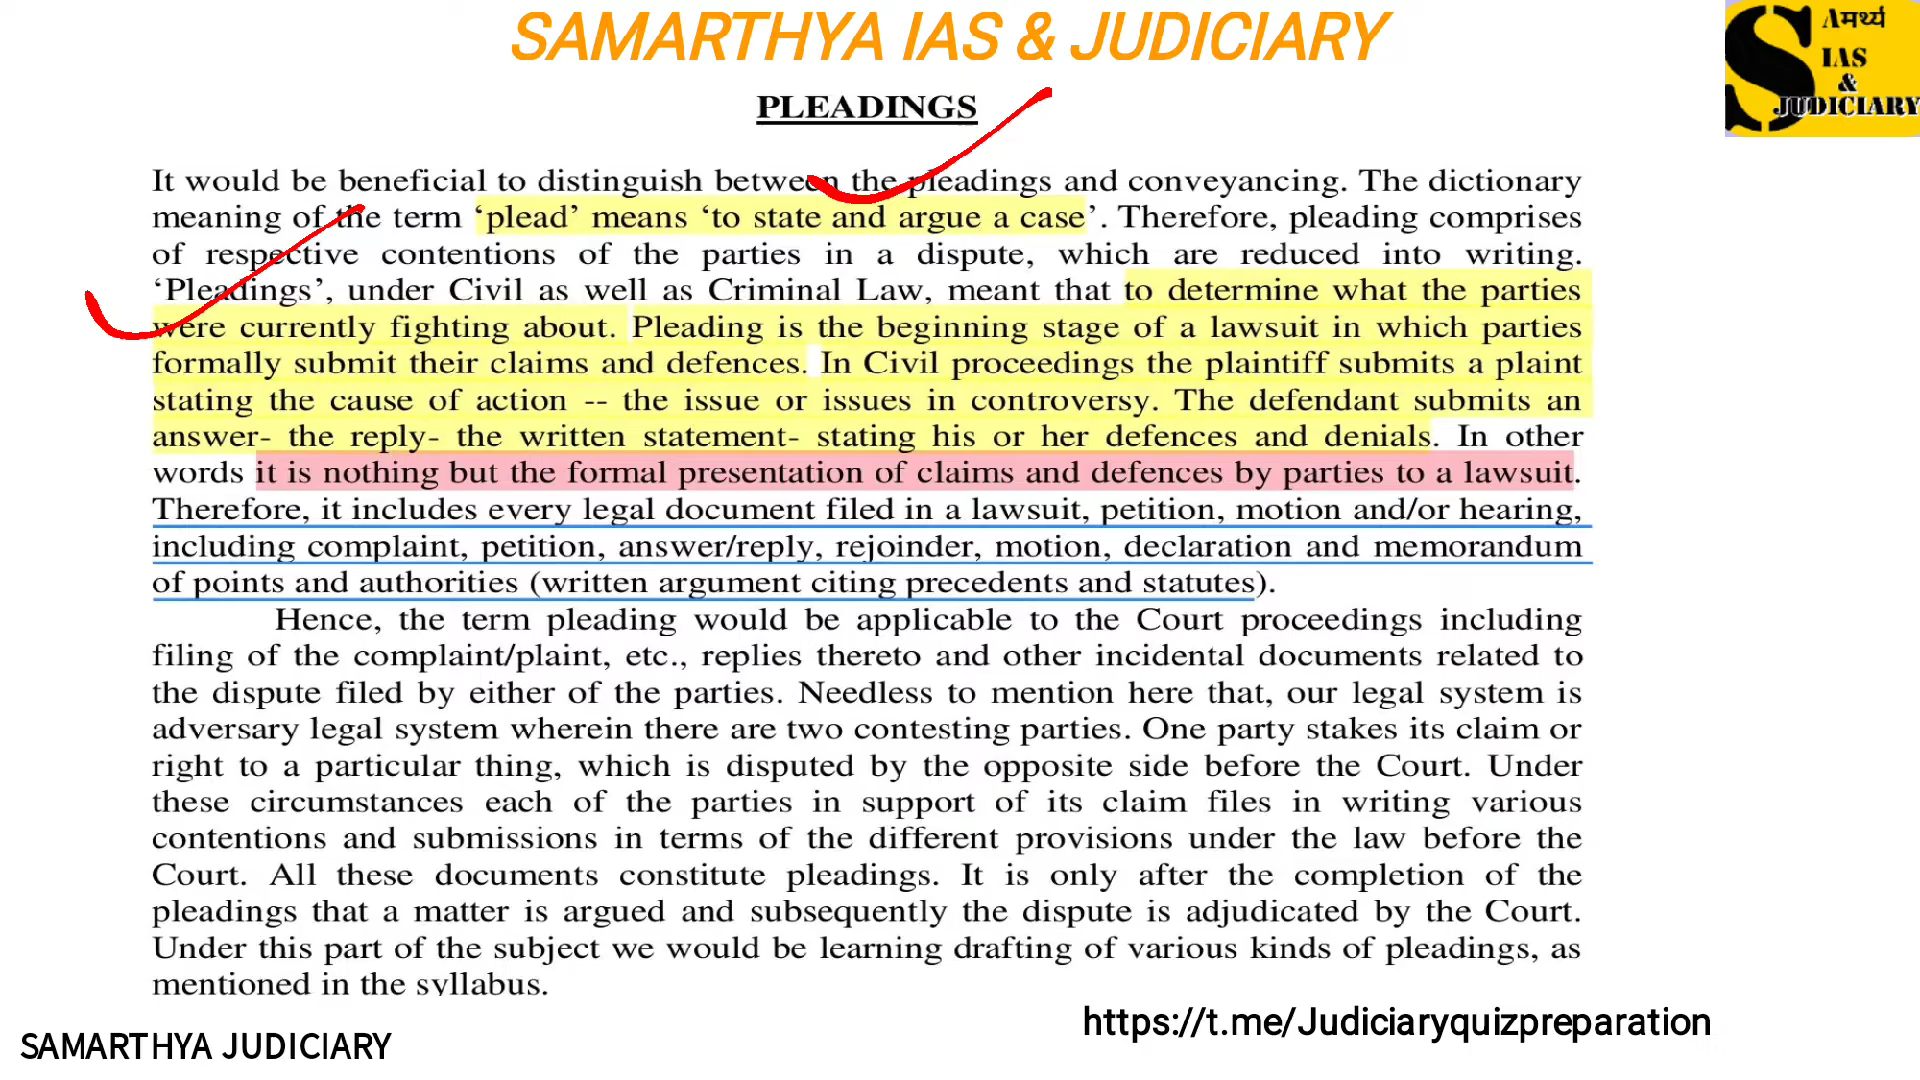 SAMARTHYA IAS & JUDICIARY
Aमर्थ्य
IAS
&
JUDICIARY
PLEADINGS
It would be beneficial to distinguish between the pleadings and conveyancing. The dictionary
meaning of the term ‘plead’ means ‘to state and argue a case’. Therefore, pleading comprises
of respective contentions of the parties in a dispute, which are reduced into writing.
‘Pleadings’, under Civil as well as Criminal Law, meant that to determine what the parties
were currently fighting about. Pleading is the beginning stage of a lawsuit in which parties
formally submit their claims and defences. In Civil proceedings the plaintiff submits a plaint
stating the cause of action -- the issue or issues in controversy. The defendant submits an
answer- the reply- the written statement- stating his or her defences and denials. In other
words it is nothing but the formal presentation of claims and defences by parties to a lawsuit.
Therefore, it includes every legal document filed in a lawsuit, petition, motion and/or hearing,
including complaint, petition, answer/reply, rejoinder, motion, declaration and memorandum
of points and authorities (written argument citing precedents and statutes).
Hence, the term pleading would be applicable to the Court proceedings including
filing of the complaint/plaint, etc., replies thereto and other incidental documents related to
the dispute filed by either of the parties. Needless to mention here that, our legal system is
adversary legal system wherein there are two contesting parties. One party stakes its claim or
right to a particular thing, which is disputed by the opposite side before the Court. Under
these circumstances each of the parties in support of its claim files in writing various
contentions and submissions in terms of the different provisions under the law before the
Court. All these documents constitute pleadings. It is only after the completion of the
pleadings that a matter is argued and subsequently the dispute is adjudicated by the Court.
Under this part of the subject we would be learning drafting of various kinds of pleadings, as
mentioned in the syllabus.
https://t.me/Judiciaryquizpreparation
SAMARTHYA JUDICIARY